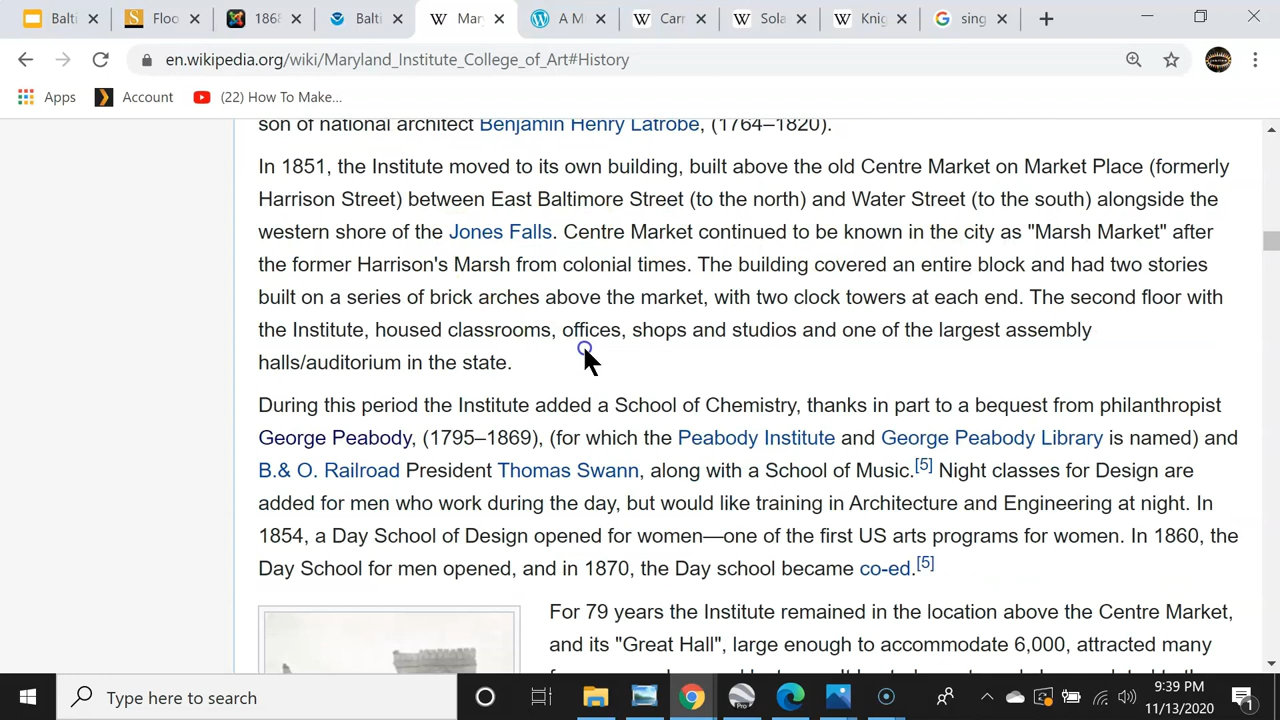 Balti
Floo
1868
Balti
Mar
A M
Carr
Sola
Knig
sing
en.wikipedia.org/wiki/Maryland_Institute_College_of_Art#History
Apps
Account
(22) How To Make...
son of national architect Benjamin Henry Latrobe, (1764–1820).
In 1851, the Institute moved to its own building, built above the old Centre Market on Market Place (formerly
Harrison Street) between East Baltimore Street (to the north) and Water Street (to the south) alongside the
western shore of the Jones Falls. Centre Market continued to be known in the city as "Marsh Market" after
the former Harrison's Marsh from colonial times. The building covered an entire block and had two stories
built on a series of brick arches above the market, with two clock towers at each end. The second floor with
the Institute, housed classrooms, offices, shops and studios and one of the largest assembly
halls/auditorium in the state.
During this period the Institute added a School of Chemistry, thanks in part to a bequest from philanthropist
George Peabody, (1795–1869), (for which the Peabody Institute and George Peabody Library is named) and
B.& O. Railroad President Thomas Swann, along with a School of Music.[5] Night classes for Design are
added for men who work during the day, but would like training in Architecture and Engineering at night. In
1854, a Day School of Design opened for women—one of the first US arts programs for women. In 1860, the
Day School for men opened, and in 1870, the Day school became co-ed.[5]
For 79 years the Institute remained in the location above the Centre Market,
and its "Great Hall", large enough to accommodate 6,000, attracted many
Type here to search
9:39 PM
11/13/2020